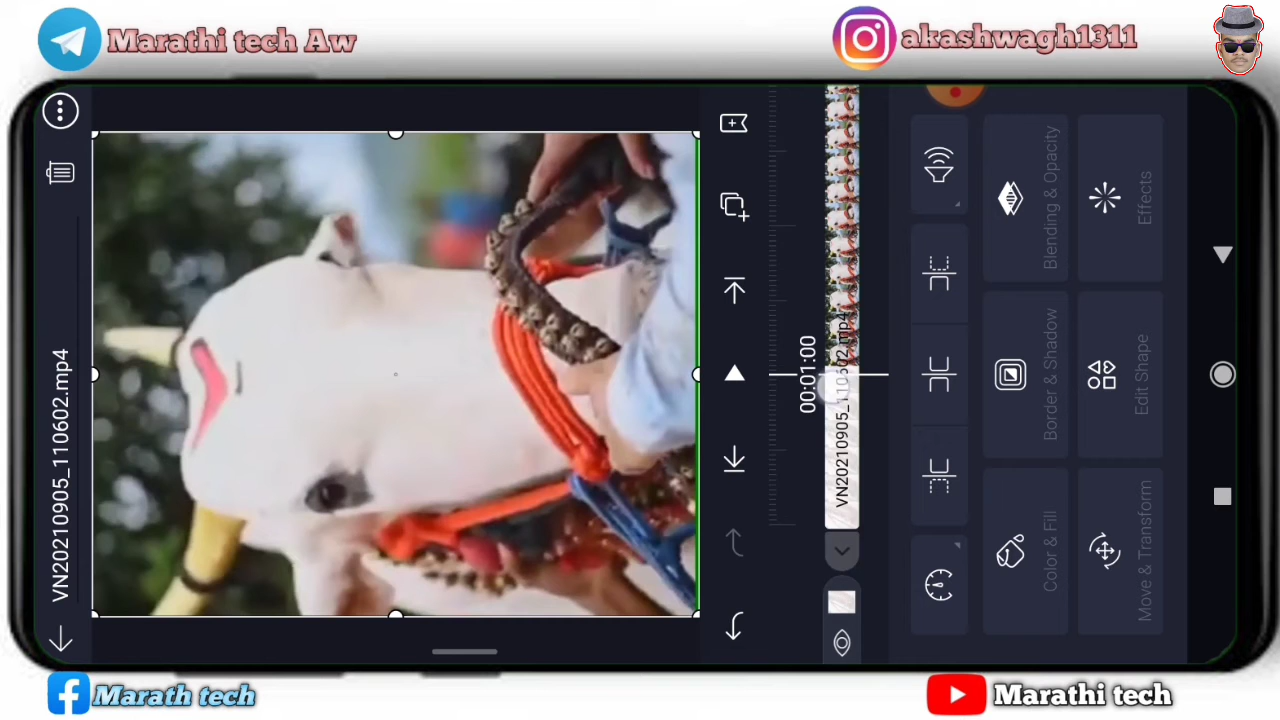 Marathi tech Aw
akashwagh1311
VN20210905_110602.mp4
00:01:00
VN20210905_110602.mp4
Blending & Opacity
Effects
Border & Shadow
Edit Shape
Color & Fill
Move & Transform
Marath tech
Marathi tech